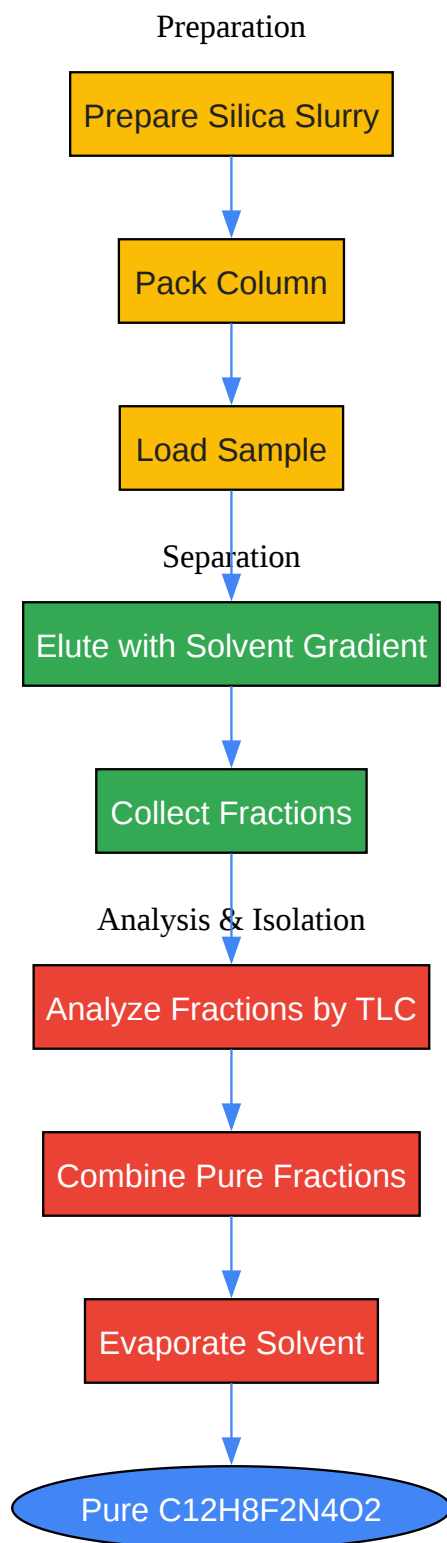 Preparation
Prepare Silica Slurry
Pack Column
Load Sample
Separation
Elute with Solvent Gradient
Collect Fractions
Analysis & Isolation
Analyze Fractions by TLC
Combine Pure Fractions
Evaporate Solvent
Pure C12H8F2N4O2